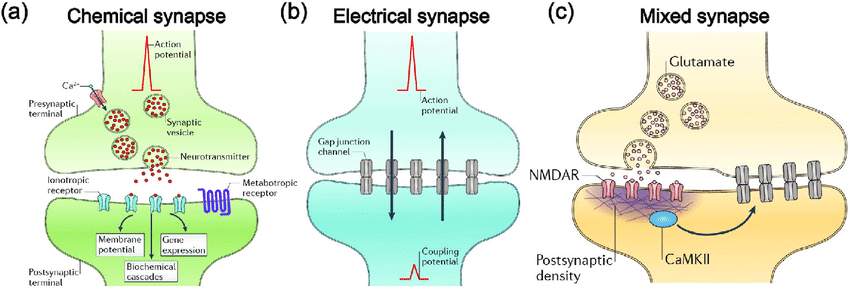 (a) Chemical synapse
Action
potential
Ca2+
Presynaptic
terminal
Synaptic
vesicle
Neurotransmitter
Ionotropic
receptor
Metabotropic
receptor
Membrane
potential
Gene
expression
Biochemical
cascades
Postsynaptic
terminal
(b) Electrical synapse
Action
potential
Gap junction
channel
Coupling
potential
(c) Mixed synapse
Glutamate
NMDAR
Postsynaptic
density
CaMKII